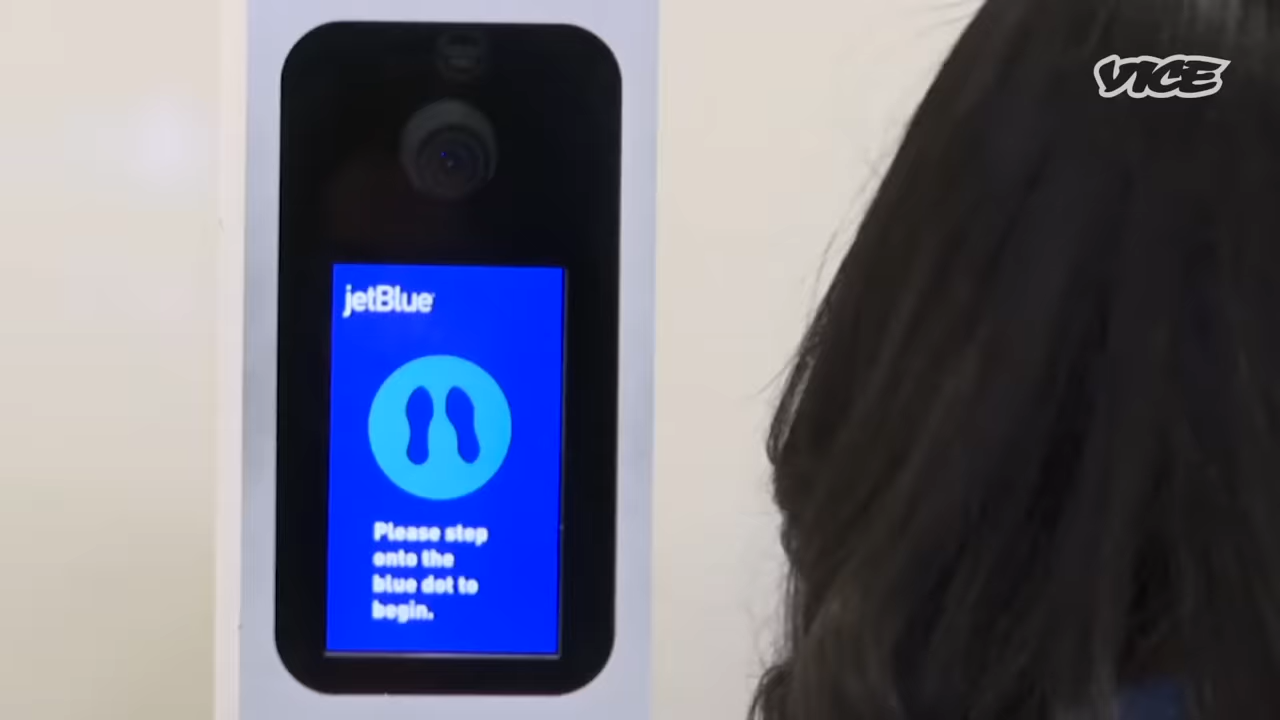 VICE
jetBlue
Please step
onto the
blue dot to
begin.